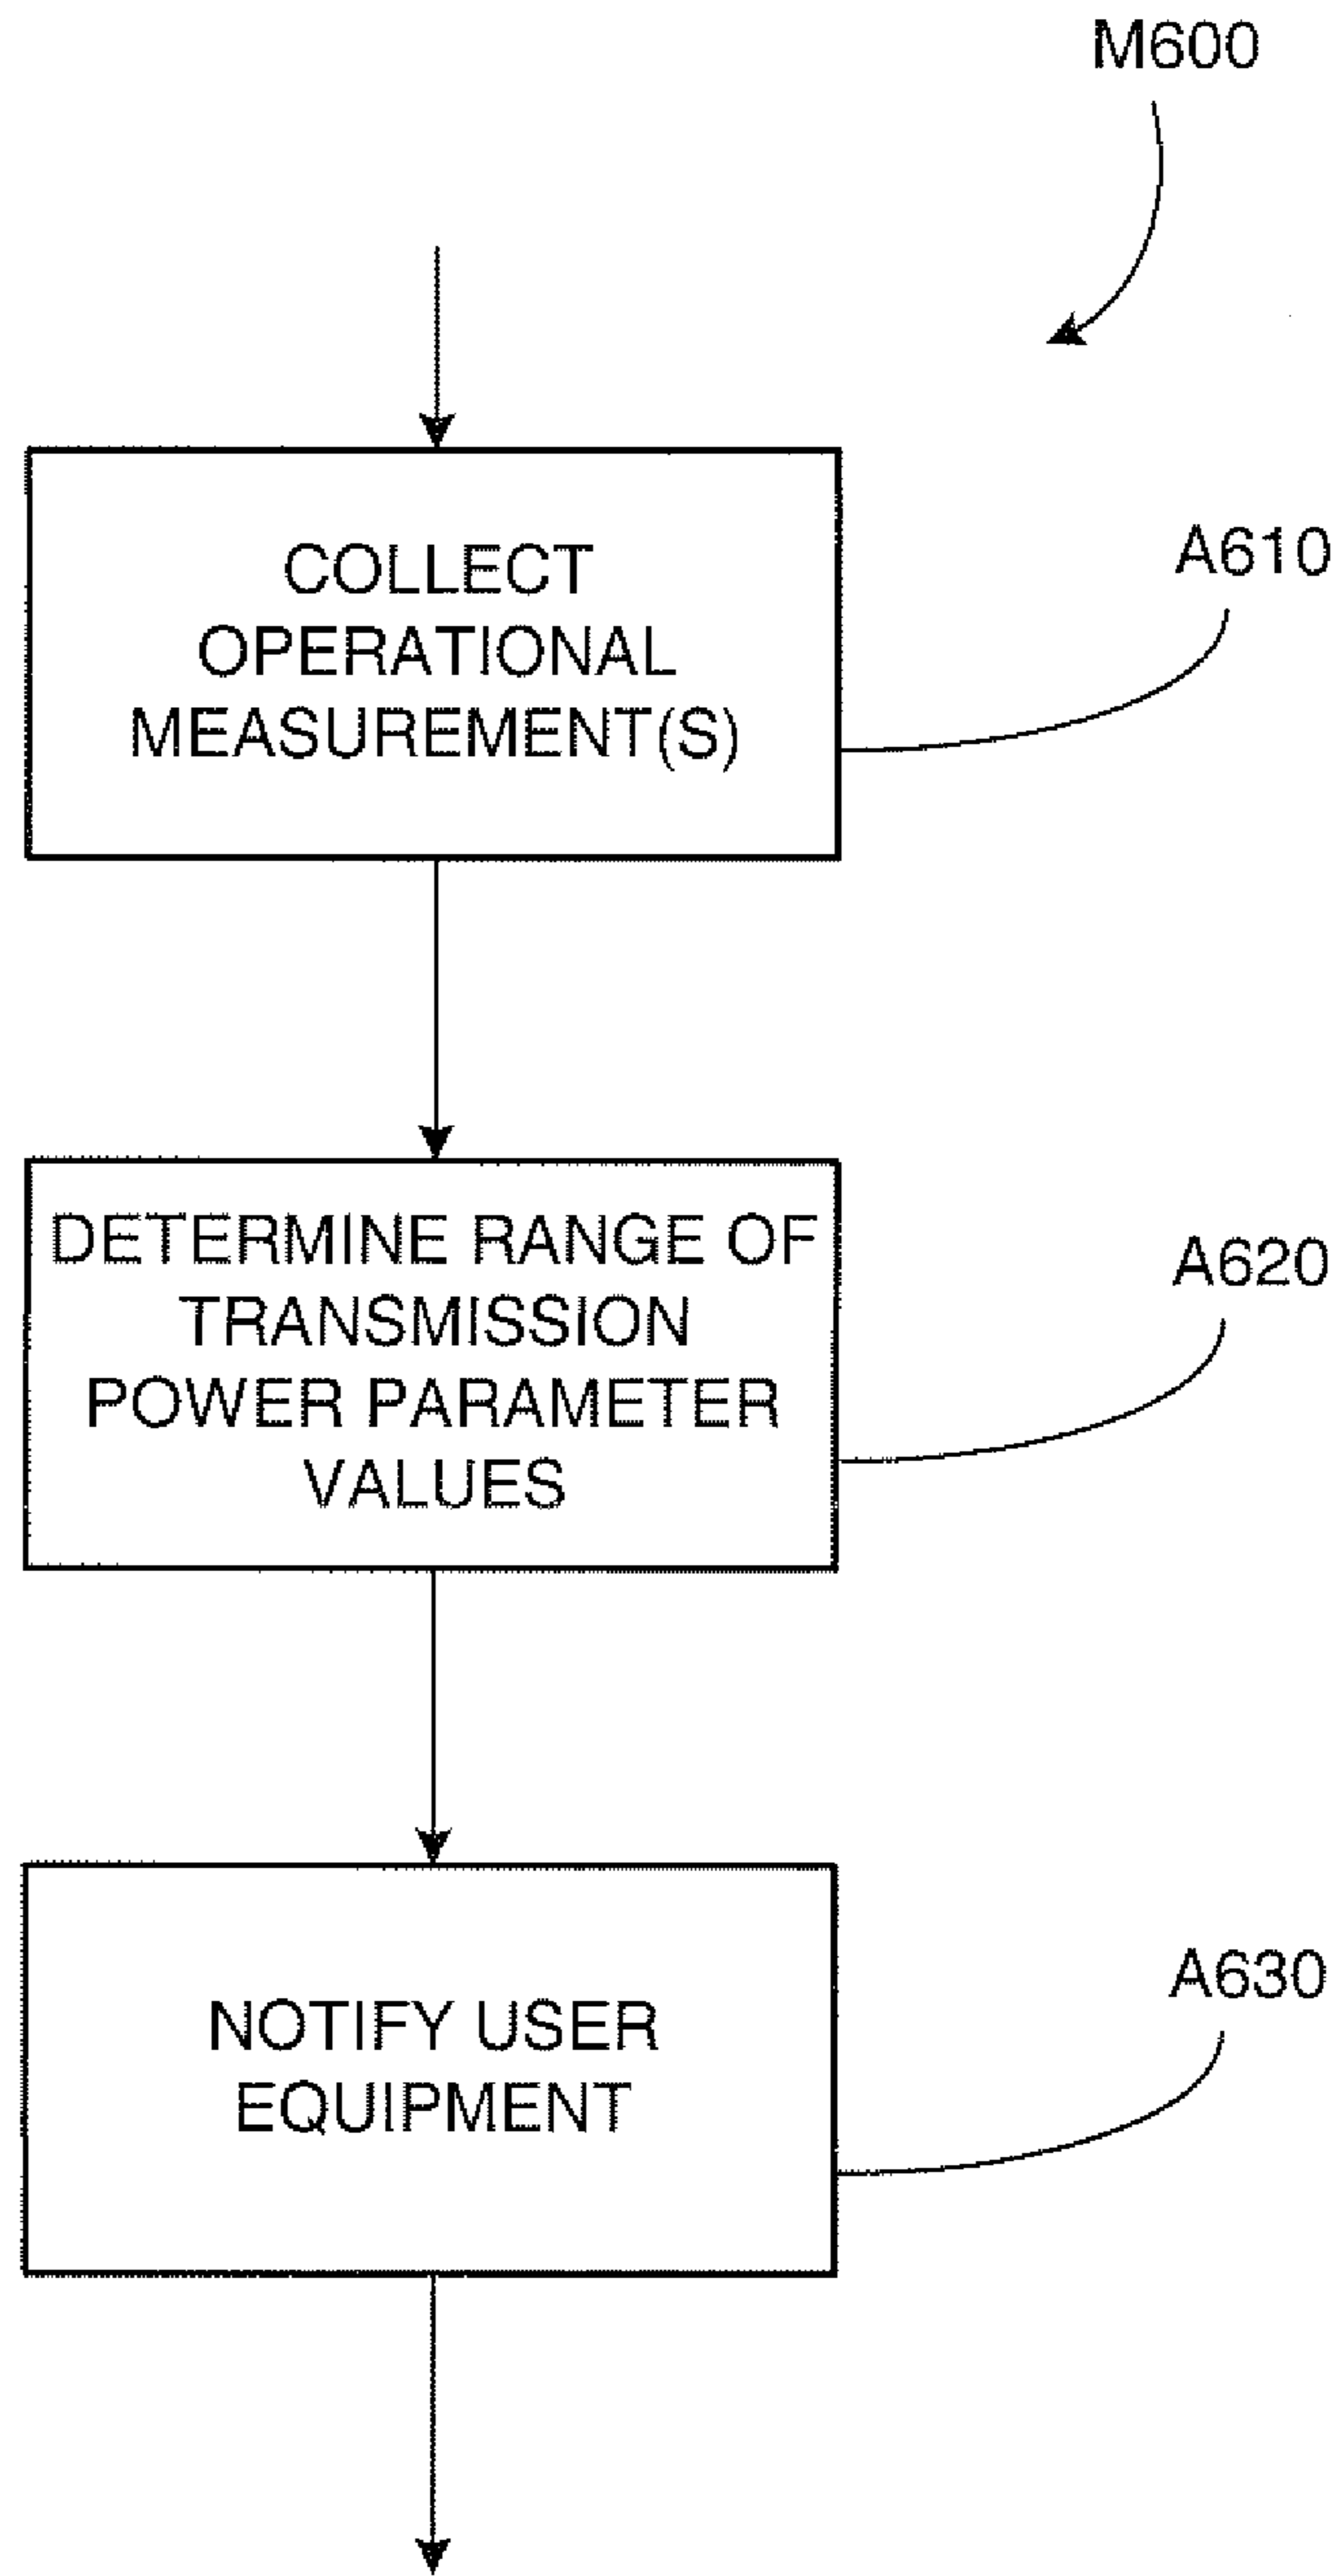 M600
COLLECT
OPERATIONAL
MEASUREMENT(S)
A610
DETERMINE RANGE OF
TRANSMISSION
POWER PARAMETER
VALUES
A620
NOTIFY USER
EQUIPMENT
A630